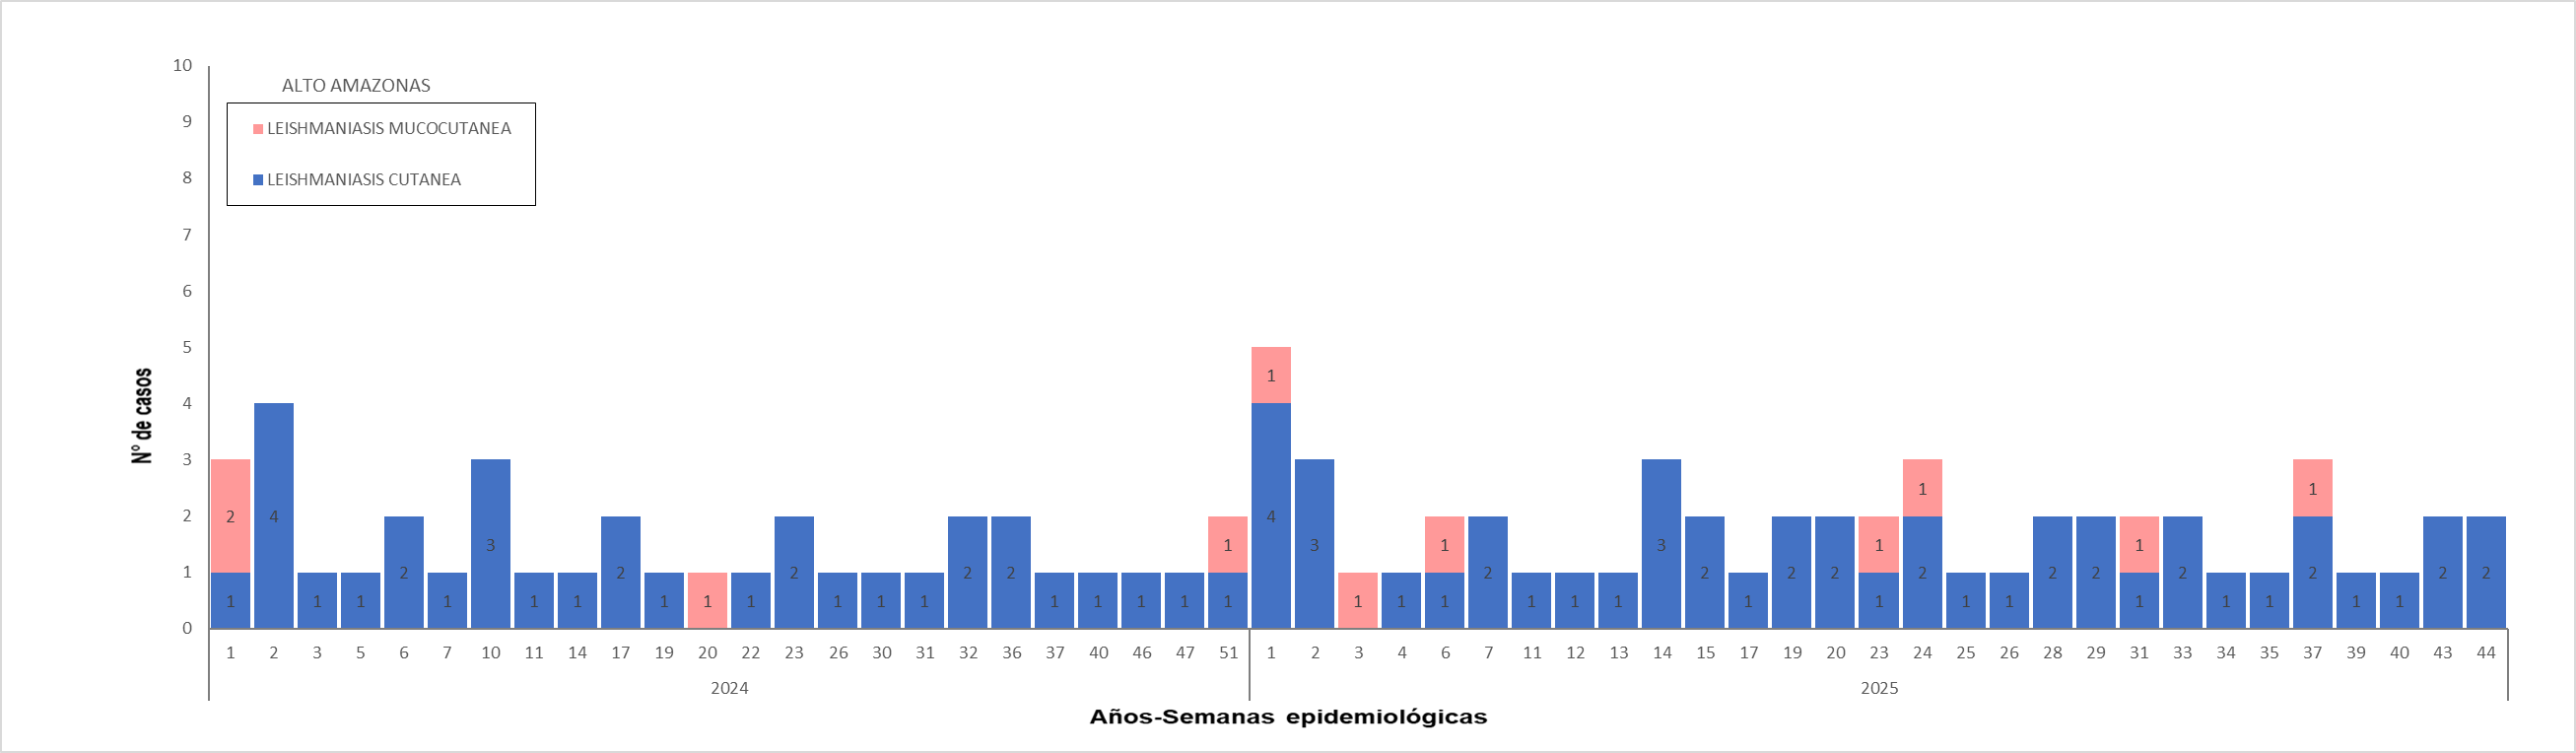 ALTO AMAZONAS
LEISHMANIASIS MUCOCUTANEA
LEISHMANIASIS CUTANEA
10
9
8
7
6
5
4
3
2
1
0
N° de casos
1 1 1
2 1 1 1 1 1
4 2 3 2 2 2 2 1 4 3 1 1 2 3 2 2 2 1 2 2 2 1 2 2 2 2
1 1 1 1 1 1 1 1 1 1 1 1 1 1 1 1 1 1 1 1 1 1 1 1 1 1 1 1 1 1 1 1
1 2 3 5 6 7 10 11 14 17 19 20 22 23 26 30 31 32 36 37 40 46 47 51 1 2 3 4 6 7 11 12 13 14 15 17 19 20 23 24 25 26 28 29 31 33 34 35 37 39 40 43 44
2024 2025
Años-Semanas epidemiológicas